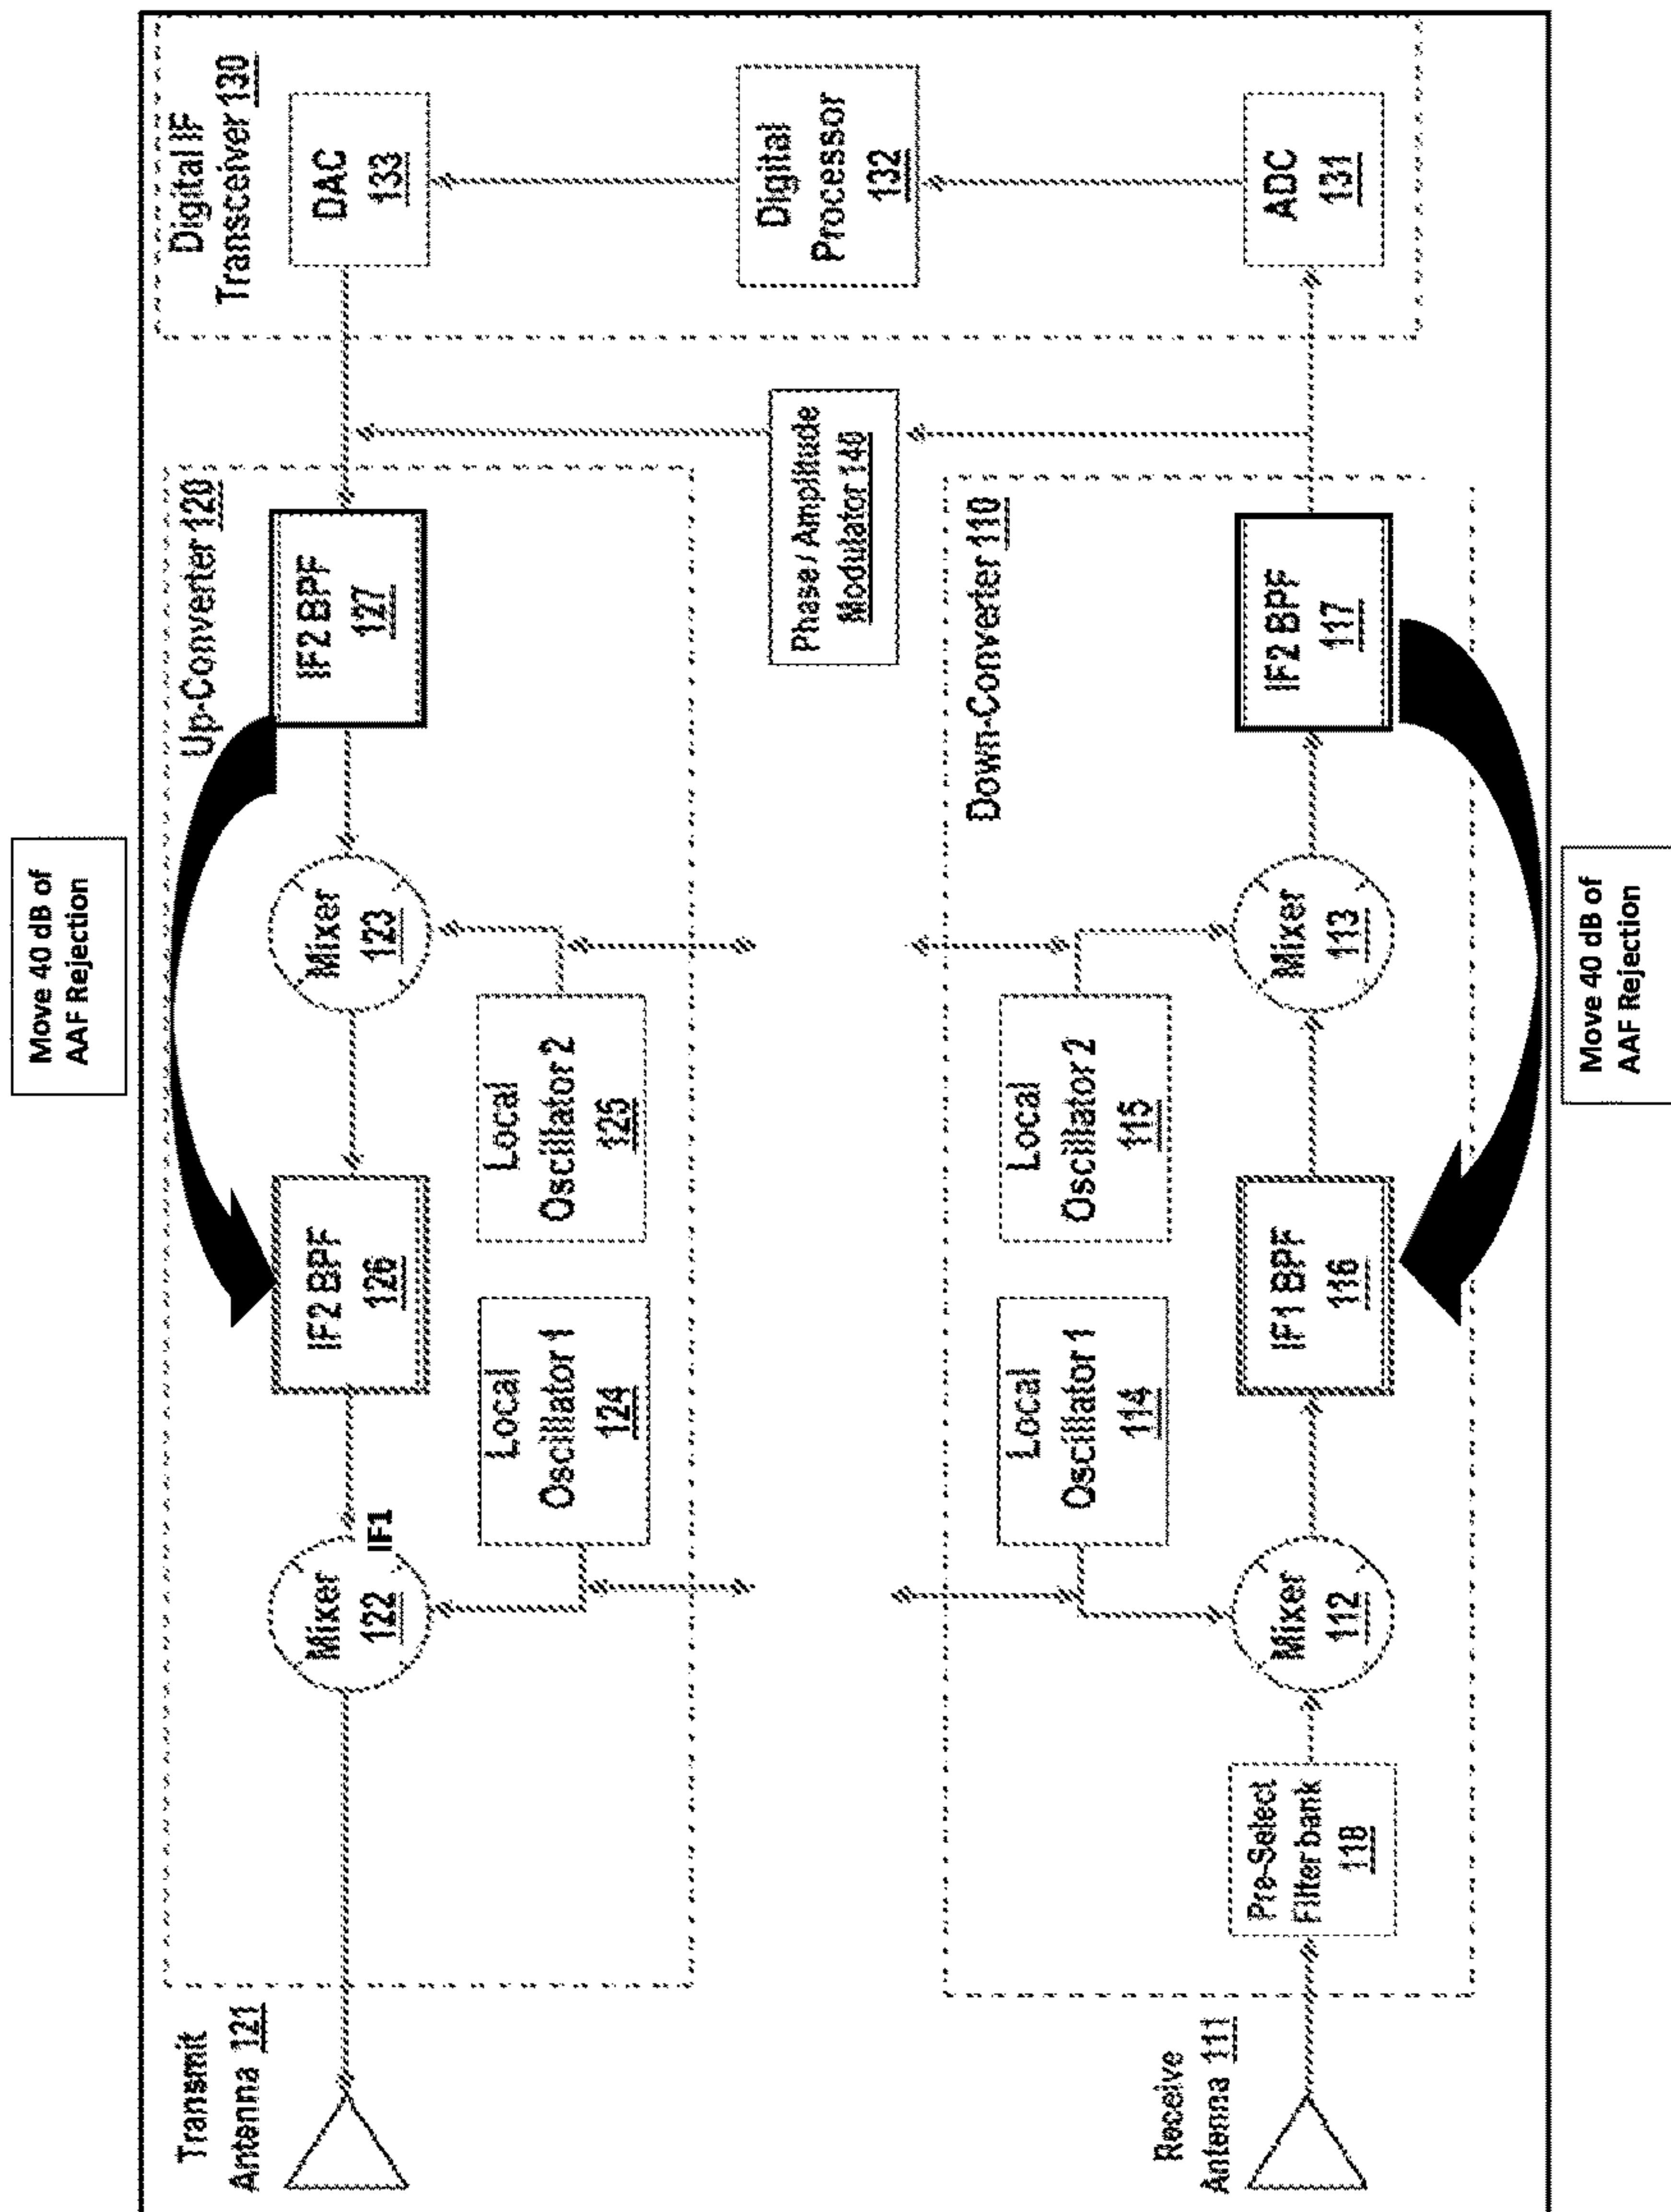 Move 40 dB of
AAF Rejection
Transmit
Antenna 121
Up-Converter 120
Digital IF
Transceiver 130
Mixer
122
IF1
IF2 BPF
126
Mixer
123
IF2 BPF
127
DAC
133
Local
Oscillator 1
124
Local
Oscillator 2
125
Phase / Amplitude
Modulator 140
Digital
Processor
132
Down-Converter 110
Local
Oscillator 1
114
Local
Oscillator 2
115
Receive
Antenna 111
Pre-Select
Filterbank
118
Mixer
112
IF1 BPF
116
Mixer
113
IF2 BPF
117
ADC
131
Move 40 dB of
AAF Rejection